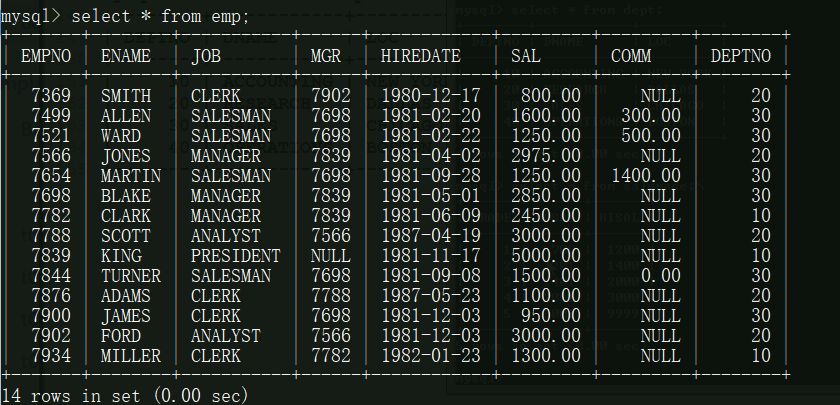 mysql> select * from emp;
| EMPNO | ENAME | JOB | MGR | HIREDATE | SAL | COMM | DEPTNO |
| 7369 | SMITH | CLERK | 7902 | 1980-12-17 | 800.00 | NULL | 20 |
| 7499 | ALLEN | SALESMAN | 7698 | 1981-02-20 | 1600.00 | 300.00 | 30 |
| 7521 | WARD | SALESMAN | 7698 | 1981-02-22 | 1250.00 | 500.00 | 30 |
| 7566 | JONES | MANAGER | 7839 | 1981-04-02 | 2975.00 | NULL | 20 |
| 7654 | MARTIN | SALESMAN | 7698 | 1981-09-28 | 1250.00 | 1400.00 | 30 |
| 7698 | BLAKE | MANAGER | 7839 | 1981-05-01 | 2850.00 | NULL | 30 |
| 7782 | CLARK | MANAGER | 7839 | 1981-06-09 | 2450.00 | NULL | 10 |
| 7788 | SCOTT | ANALYST | 7566 | 1987-04-19 | 3000.00 | NULL | 20 |
| 7839 | KING | PRESIDENT | NULL | 1981-11-17 | 5000.00 | NULL | 10 |
| 7844 | TURNER | SALESMAN | 7698 | 1981-09-08 | 1500.00 | 0.00 | 30 |
| 7876 | ADAMS | CLERK | 7788 | 1987-05-23 | 1100.00 | NULL | 20 |
| 7900 | JAMES | CLERK | 7698 | 1981-12-03 | 950.00 | NULL | 30 |
| 7902 | FORD | ANALYST | 7566 | 1981-12-03 | 3000.00 | NULL | 20 |
| 7934 | MILLER | CLERK | 7782 | 1982-01-23 | 1300.00 | NULL | 10 |
14 rows in set (0.00 sec)